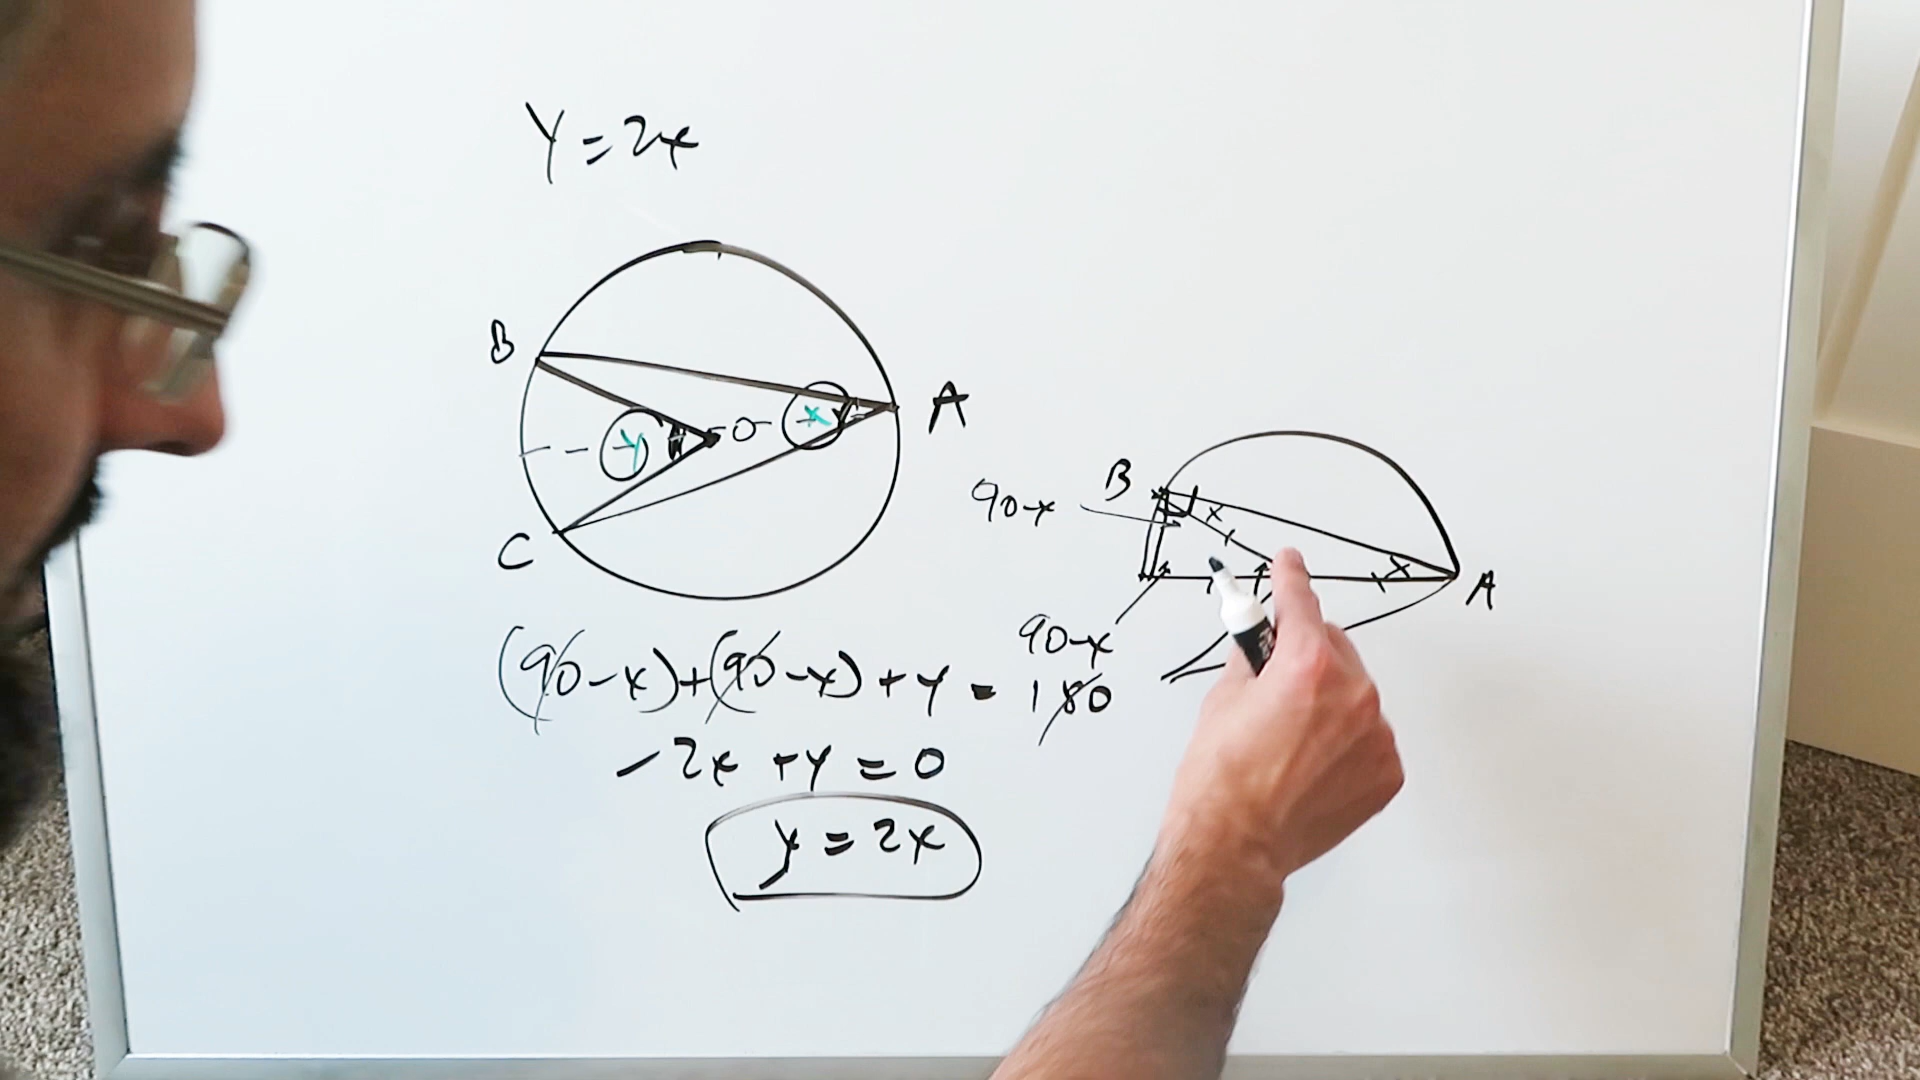 Y = 2x
B
A
y
O
x
C
B
90-x
x
x
A
90-x
(90-x)+(90-x)+y = 180
-2x +y = 0
y = 2x